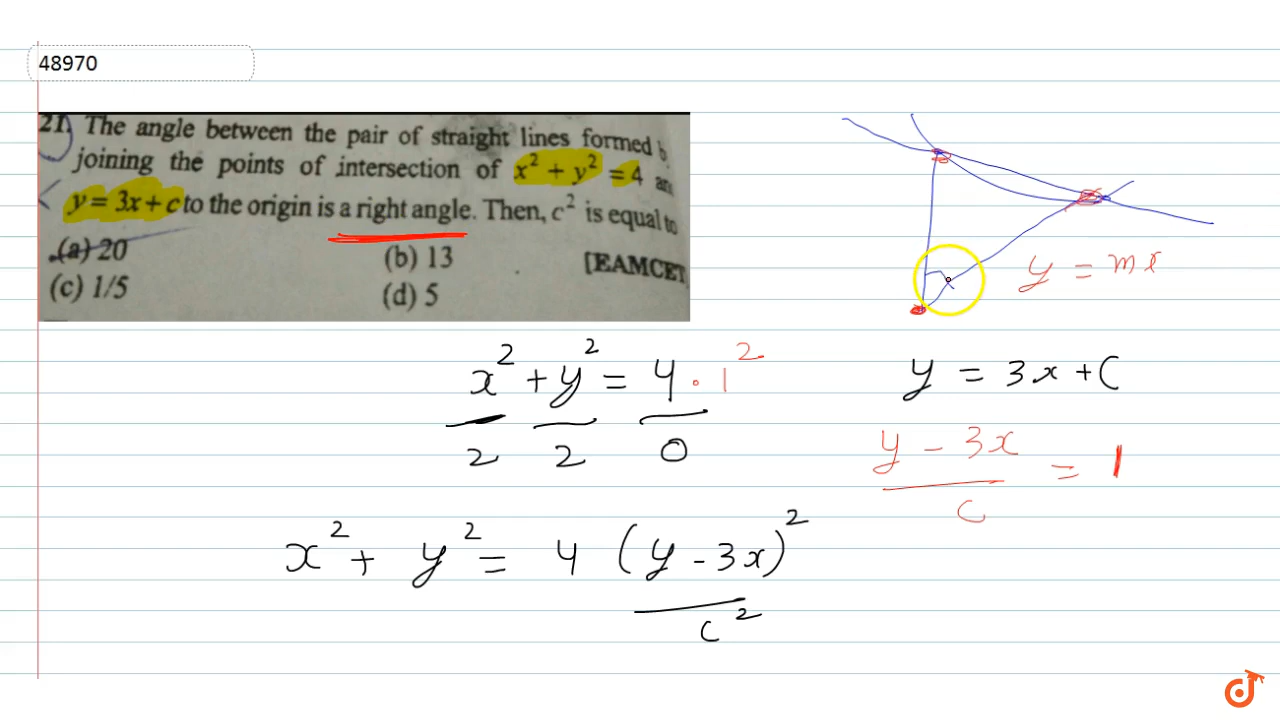 48970
21. The angle between the pair of straight lines formed b
joining the points of intersection of x² + y² = 4 an
y = 3x + c to the origin is a right angle. Then, c² is equal to
(a) 20 (b) 13 [EAMCET
(c) 1/5 (d) 5
y = mx
x² + y² = 4 · 1²
2 2 0
y = 3x + c
y - 3x
= 1
c
x² + y² = 4 (y - 3x)²
c²